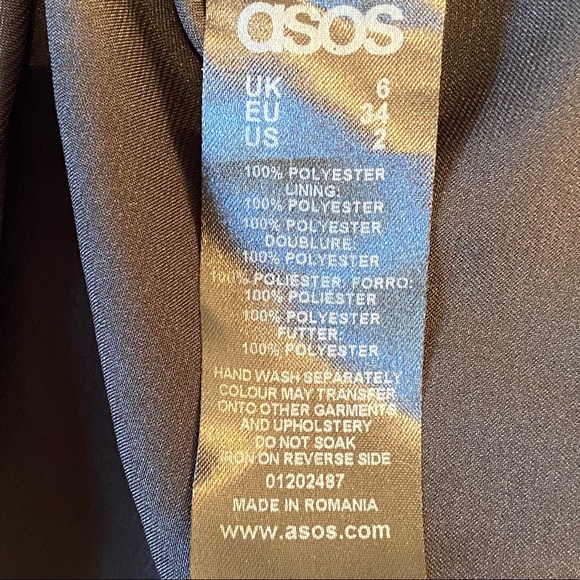 asos
UK 6
EU 34
US 2
100% POLYESTER
LINING:
100% POLYESTER
100% POLYESTER
DOUBLURE:
100% POLYESTER
100% POLIÉSTER, FORRO:
100% POLIÉSTER
100% POLYESTER
FUTTER:
100% POLYESTER
HAND WASH SEPARATELY
COLOUR MAY TRANSFER
ONTO OTHER GARMENTS
AND UPHOLSTERY
DO NOT SOAK
IRON ON REVERSE SIDE
01202487
MADE IN ROMANIA
www.asos.com